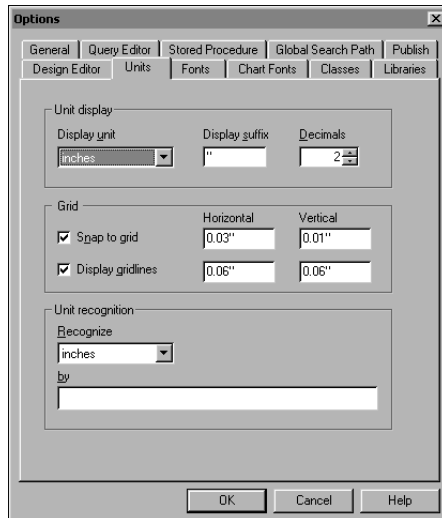 Options
General Query Editor Stored Procedure Global Search Path Publish
Design Editor Units Fonts Chart Fonts Classes Libraries
Unit display
Display unit Display suffix Decimals
inches " 2
Grid
Horizontal Vertical
Snap to grid 0.03" 0.01"
Display gridlines 0.06" 0.06"
Unit recognition
Recognize
inches
by
OK Cancel Help